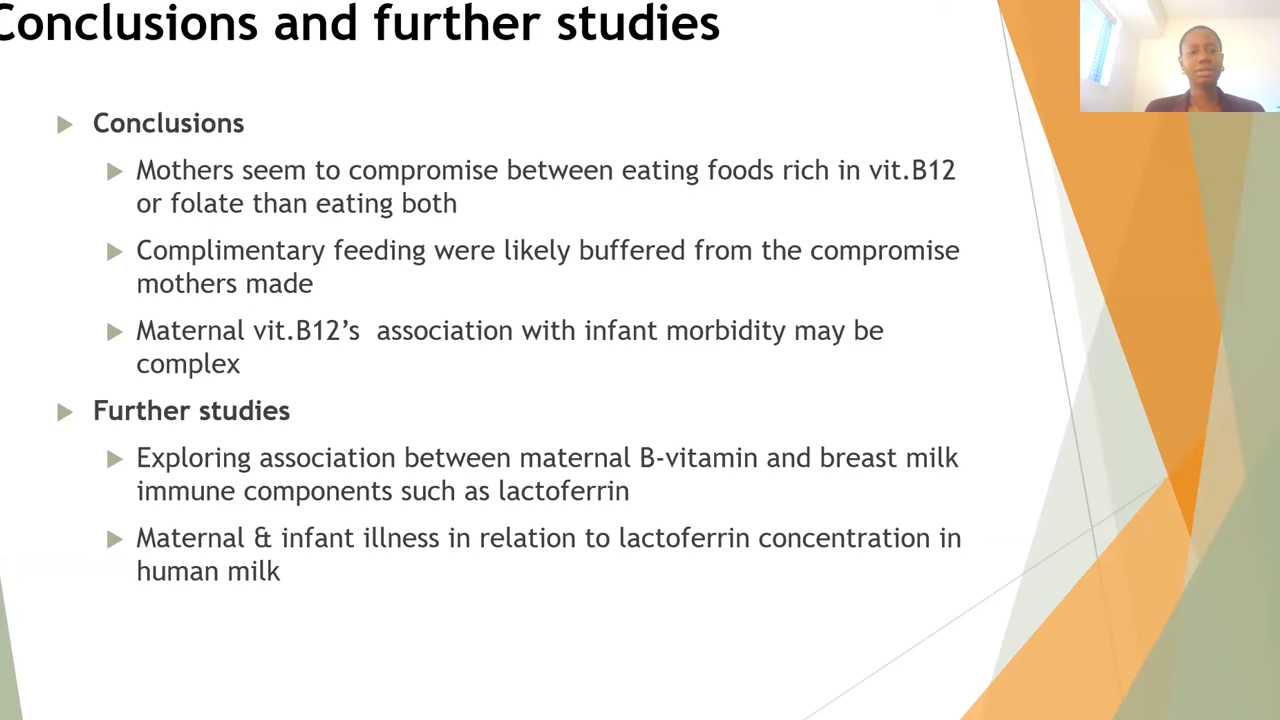 Conclusions and further studies
Conclusions
Mothers seem to compromise between eating foods rich in vit.B12
or folate than eating both
Complimentary feeding were likely buffered from the compromise
mothers made
Maternal vit.B12’s  association with infant morbidity may be
complex
Further studies
Exploring association between maternal B-vitamin and breast milk
immune components such as lactoferrin
Maternal & infant illness in relation to lactoferrin concentration in
human milk